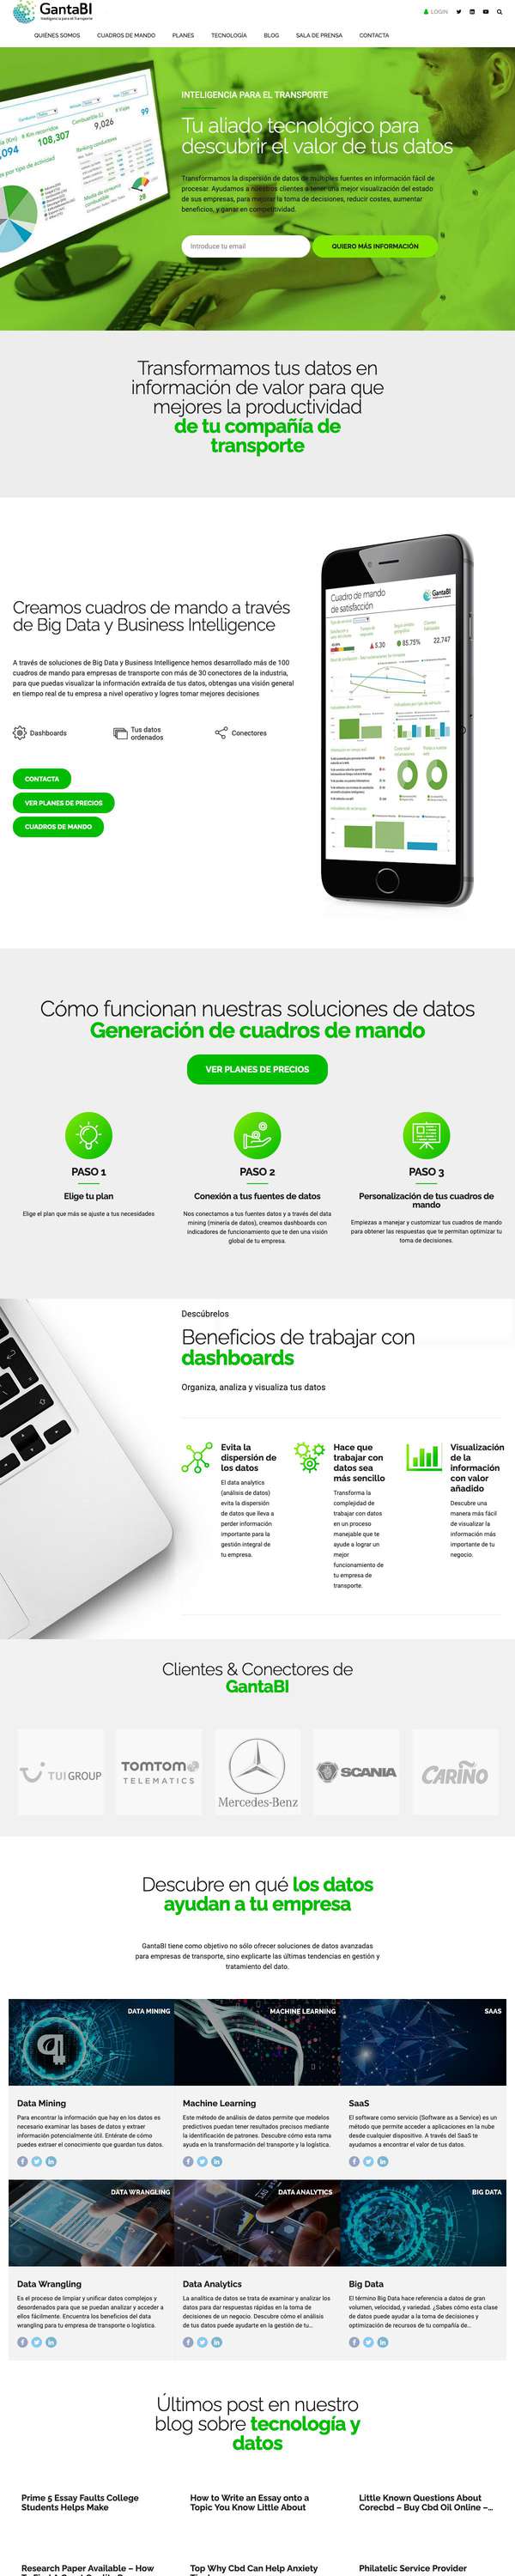 GantaBI
Inteligencia para el Transporte
LOGIN
QUIÉNES SOMOS CUADROS DE MANDO PLANES TECNOLOGÍA BLOG SALA DE PRENSA CONTACTA
INTELIGENCIA PARA EL TRANSPORTE
Tu aliado tecnológico para
descubrir el valor de tus datos
Transformamos la dispersión de datos de múltiples fuentes en información fácil de
procesar. Ayudamos a nuestros clientes a tener una mejor visualización del estado
de sus empresas, para mejorar la toma de decisiones, reducir costes, aumentar
beneficios, y ganar en competitividad.
Introduce tu email
QUIERO MÁS INFORMACIÓN
108,307
9,026
99
28
Transformamos tus datos en
información de valor para que
mejores la productividad
de tu compañía de
transporte
Creamos cuadros de mando a través
de Big Data y Business Intelligence
A través de soluciones de Big Data y Business Intelligence hemos desarrollado más de 100
cuadros de mando para empresas de transporte con más de 30 conectores de la industria,
para que puedas visualizar la información extraída de tus datos, obtengas una visión general
en tiempo real de tu empresa a nivel operativo y logres tomar mejores decisiones
Dashboards
Tus datos
ordenados
Conectores
CONTACTA
VER PLANES DE PRECIOS
CUADROS DE MANDO
Cuadro de mando
de satisfacción
GantaBI
5,30
83.75%
22.747
Cómo funcionan nuestras soluciones de datos
Generación de cuadros de mando
VER PLANES DE PRECIOS
PASO 1
Elige tu plan
Elige el plan que más se ajuste a tus necesidades
PASO 2
Conexión a tus fuentes de datos
Nos conectamos a tus fuentes de datos y a través del data
mining (minería de datos), creamos dashboards con
indicadores de funcionamiento que te den una visión
global de tu empresa.
PASO 3
Personalización de tus cuadros de
mando
Empiezas a manejar y customizar tus cuadros de mando
para obtener las respuestas que te permitan optimizar tu
toma de decisiones.
Descúbrelos
Beneficios de trabajar con
dashboards
Organiza, analiza y visualiza tus datos
Evita la
dispersión de
los datos
El data analytics
(análisis de datos)
evita la dispersión
de datos que lleva a
perder información
importante para la
gestión integral de
tu empresa.
Hace que
trabajar con
datos sea
más sencillo
Transforma la
complejidad de
trabajar con datos
en un proceso
manejable que te
ayude a lograr un
mejor
funcionamiento de
tu empresa de
transporte.
Visualización
de la
información
con valor
añadido
Descubre una
manera más fácil
de visualizar la
información más
importante de tu
negocio.
Clientes & Conectores de
GantaBI
TUI GROUP
TOMTOM
TELEMATICS
Mercedes-Benz
SCANIA
CARIÑO
Descubre en qué los datos
ayudan a tu empresa
GantaBI tiene como objetivo no sólo ofrecer soluciones de datos avanzadas
para empresas de transporte, sino explicarte las últimas tendencias en gestión y
tratamiento del dato.
DATA MINING
MACHINE LEARNING
SAAS
Data Mining
Para encontrar la información que hay en los datos es
necesario examinar las bases de datos y extraer
información potencialmente útil. Entérate de cómo
puedes extraer el conocimiento que guardan tus datos.
Machine Learning
Este método de análisis de datos permite que modelos
predictivos puedan tener resultados precisos mediante
la identificación de patrones. Descubre cómo esta rama
ayuda en la transformación del transporte y la logística.
SaaS
El software como servicio (Software as a Service) es un
método que permite acceder a aplicaciones en la nube
desde cualquier dispositivo. A través del SaaS te
ayudamos a encontrar el valor de tus datos.
DATA WRANGLING
DATA ANALYTICS
BIG DATA
Data Wrangling
Es el proceso de limpiar y unificar datos complejos y
desordenados para que se puedan analizar y acceder a
ellos fácilmente. Encuentra los beneficios del data
wrangling para tu empresa de transporte o logística.
Data Analytics
La analítica de datos se trata de examinar y analizar los
datos para dar respuestas rápidas en la toma de
decisiones de un negocio. Descubre cómo el análisis
de tus datos puede ayudarte en la gestión de tu...
Big Data
El término Big Data hace referencia a datos de gran
volumen, velocidad, y variedad. ¿Sabes cómo esta clase
de datos puede ayudar a la toma de decisiones y
optimización de recursos de tu compañía de...
Últimos post en nuestro
blog sobre tecnología y
datos
Prime 5 Essay Faults College
Students Helps Make
How to Write an Essay onto a
Topic You Know Little About
Little Known Questions About
Corecbd – Buy Cbd Oil Online –...
Research Paper Available – How
Top Why Cbd Can Help Anxiety
Philatelic Service Provider